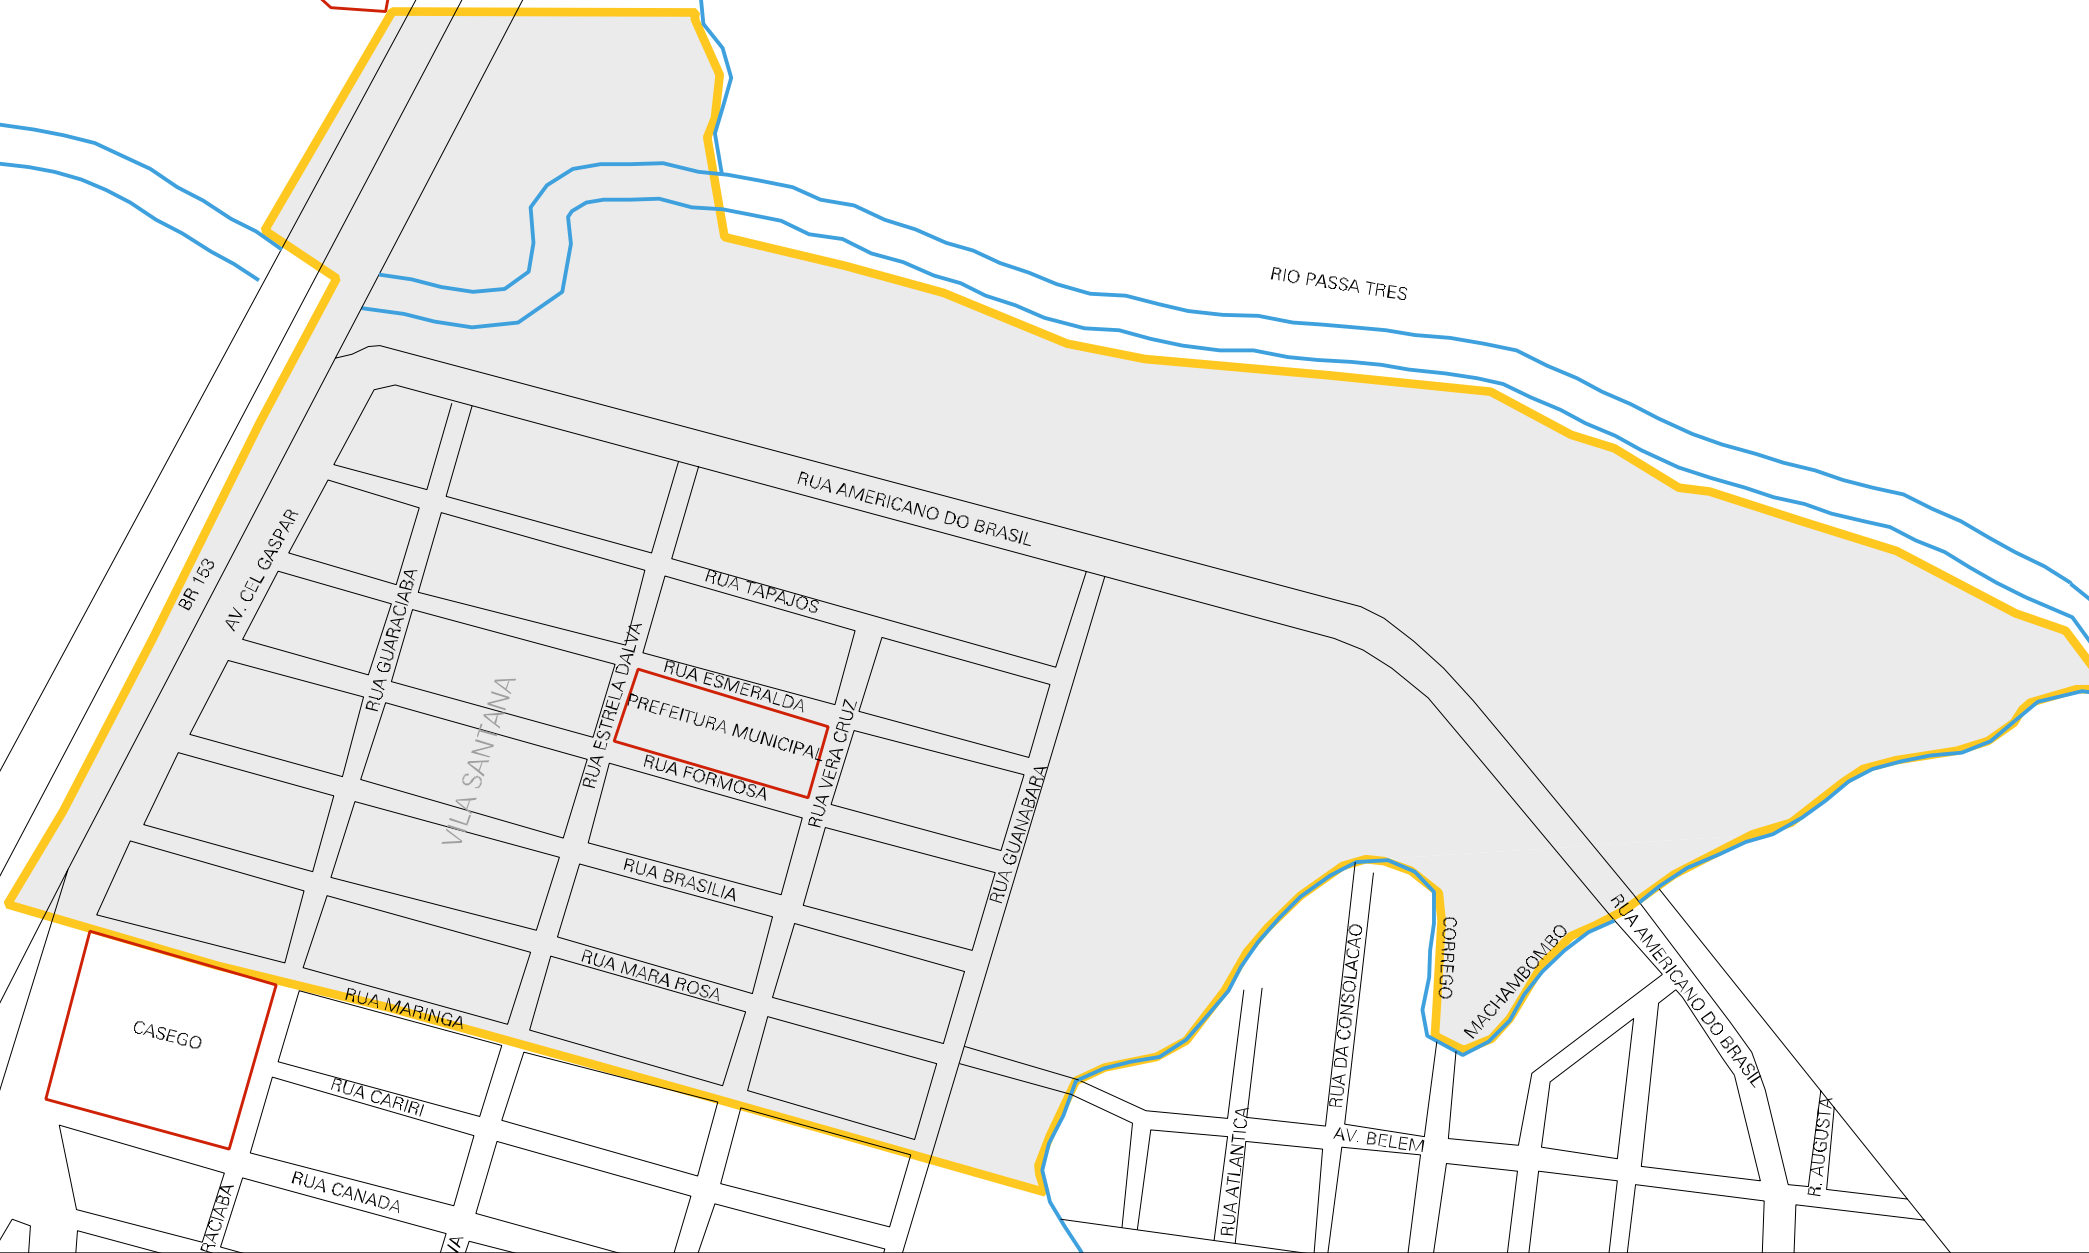 RIO PASSA TRES
RUA AMERICANO DO BRASIL
BR 153
AV. CEL GASPAR
RUA GUARACIABA
RUA TAPAJOS
RUA ESTRELA DALVA
RUA ESMERALDA
PREFEITURA MUNICIPAL
RUA VERA CRUZ
VILA SANTANA
RUA FORMOSA
RUA GUANABARA
RUA BRASILIA
RUA MARA ROSA
RUA MARINGA
CASEGO
RUA CARIRI
RUA CANADA
RACIABA
VA
CORREGO
MACHAMBOMBO
RUA DA CONSOLACAO
RUA AMERICANO DO BRASIL
AV. BELEM
RUA ATLANTICA
R. AUGUSTA